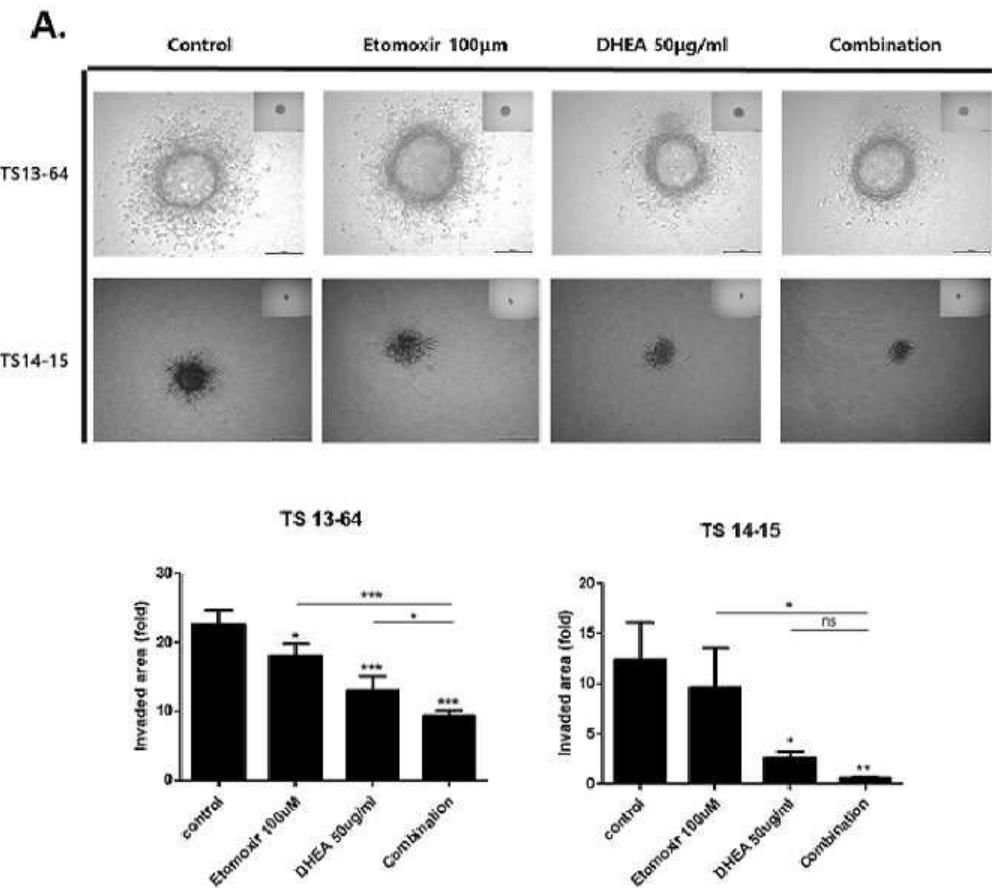 A.
Control Etomoxir 100μm DHEA 50μg/ml Combination
TS13-64
TS14-15
TS 13-64
Invaded area (fold)
30
20
10
0
***
*
*
***
***
control Etomoxir 100uM DHEA 50ug/ml Combination
TS 14-15
Invaded area (fold)
20
15
10
5
0
*
ns
*
**
control Etomoxir 100uM DHEA 50ug/ml Combination